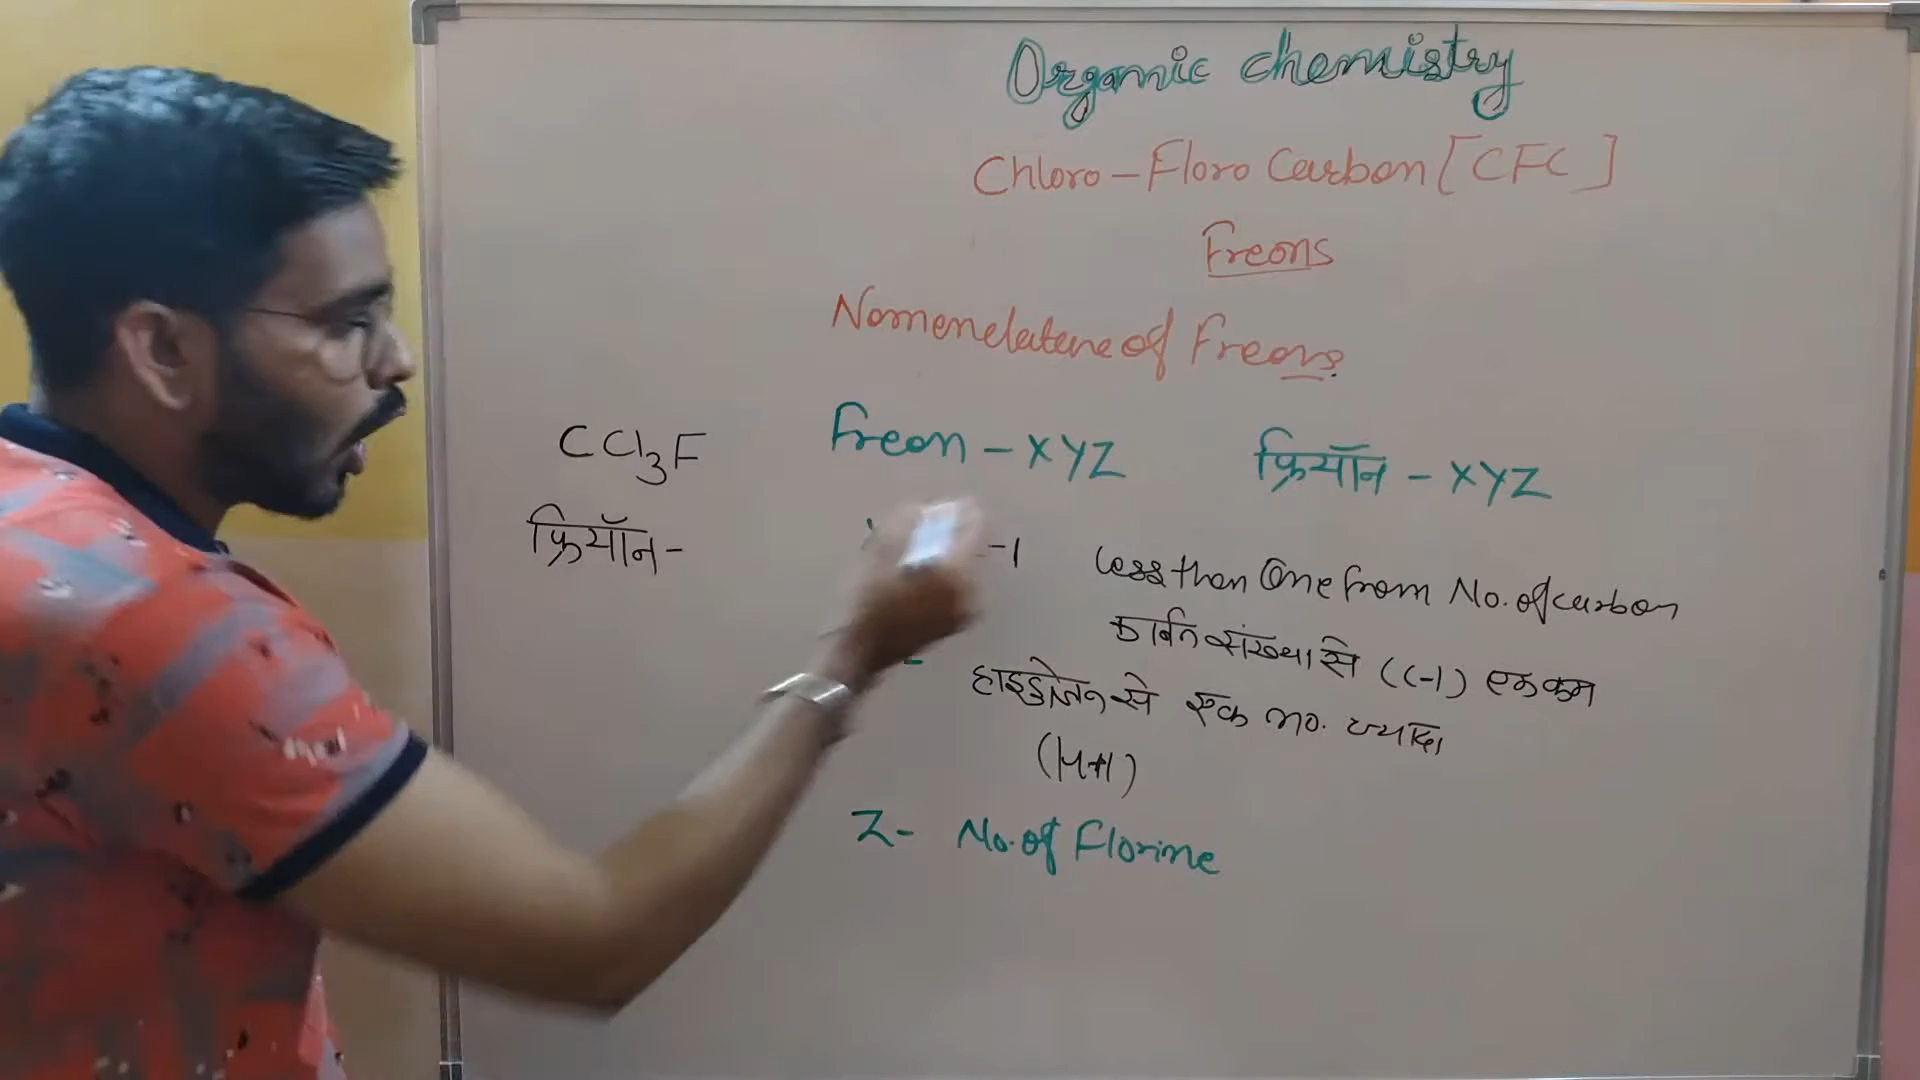 Organic chemistry
Chloro-Floro Carbon [CFC]
Freons
Nomenclature of Freons.
CCl3F
Freon - XYZ
फ्रियॉन - XYZ
फ्रियॉन -
-1
less than One from No. of carbon
कार्बन संख्या से (C-1) एक कम
हाइड्रोजन से एक no. ज्यादा
(H+1)
Z- No. of Florine